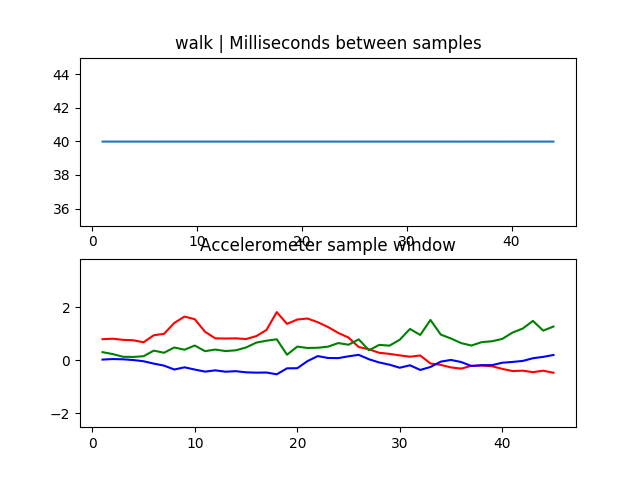 walk | Milliseconds between samples
44
42
40
38
36
0 10 20 30 40
Accelerometer sample window
2
0
−2
0 10 20 30 40